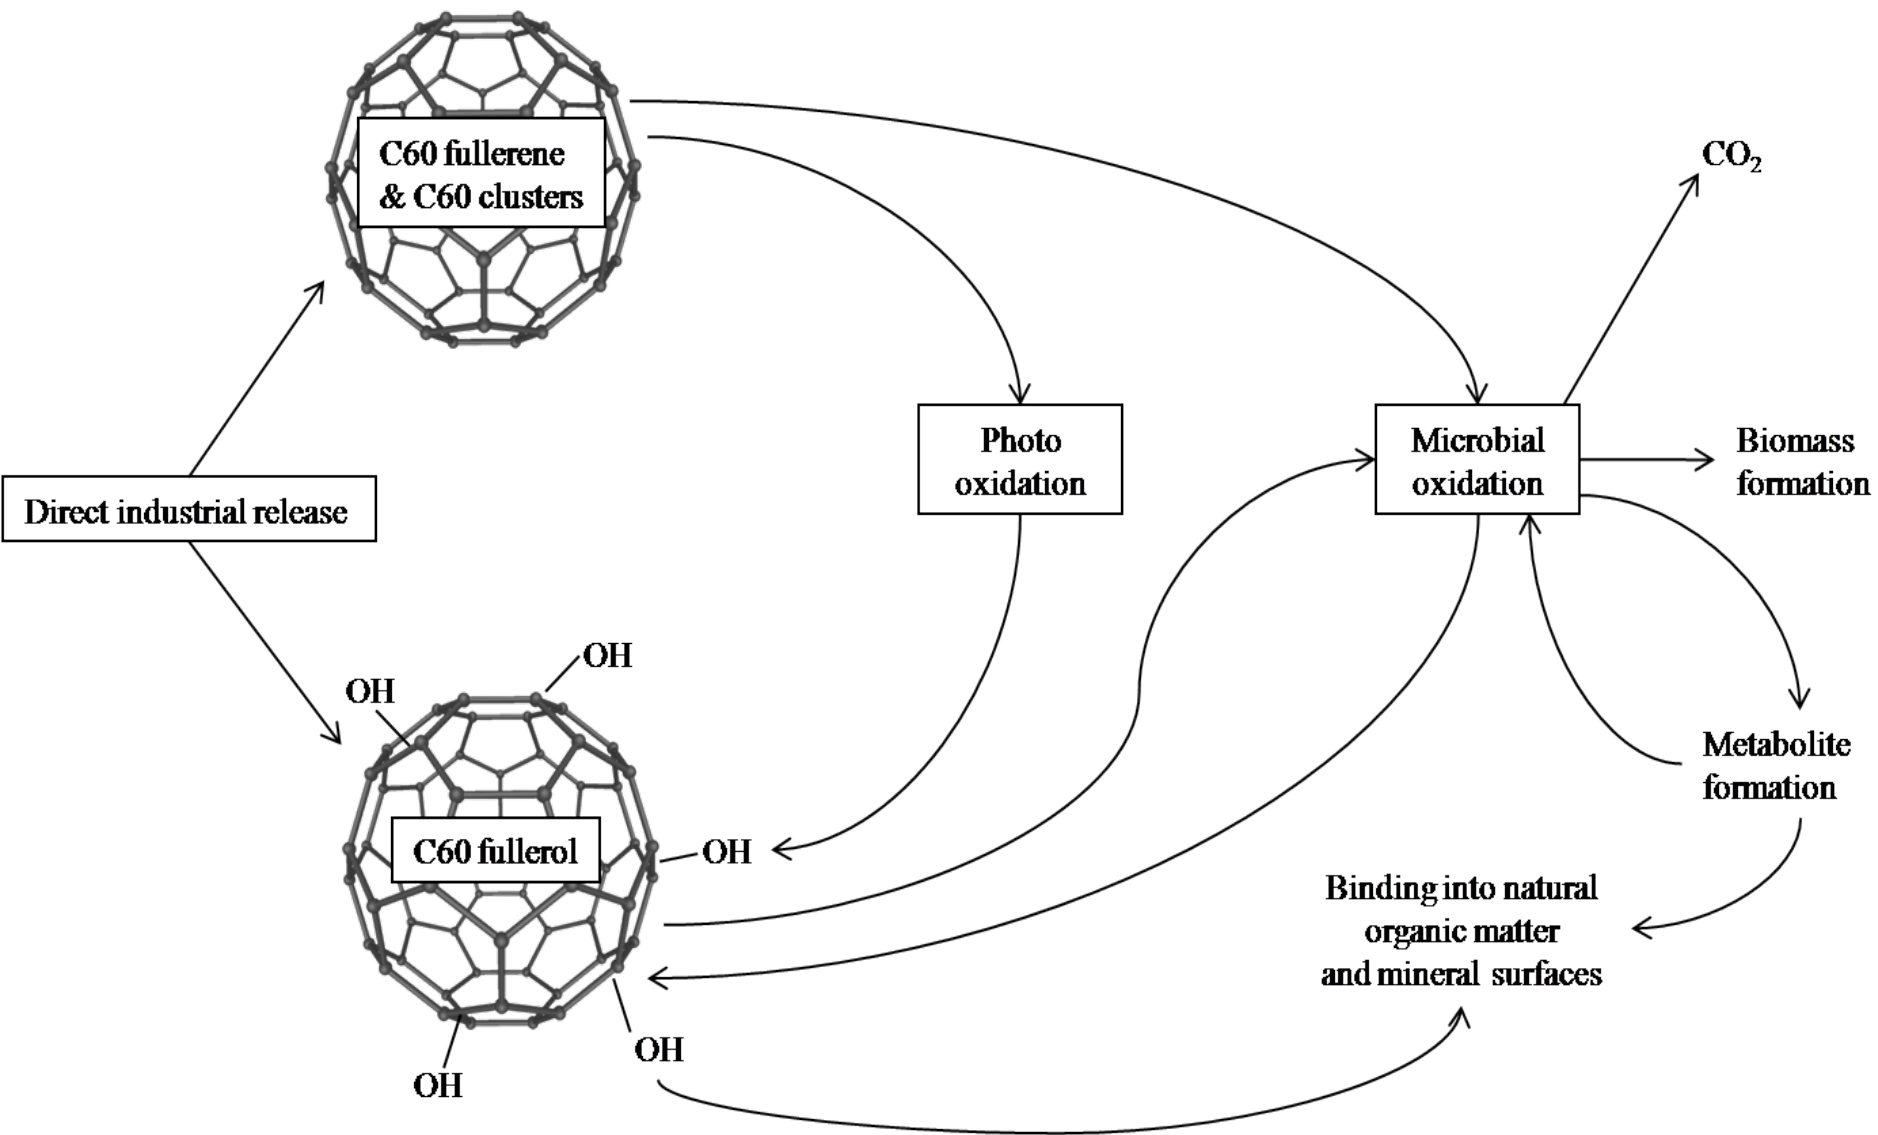 C60 fullerene
& C60 clusters
CO₂
Photo
oxidation
Microbial
oxidation
Biomass
formation
Direct industrial release
OH
OH
Metabolite
formation
C60 fullerol
OH
Binding into natural
organic matter
and mineral surfaces
OH
OH